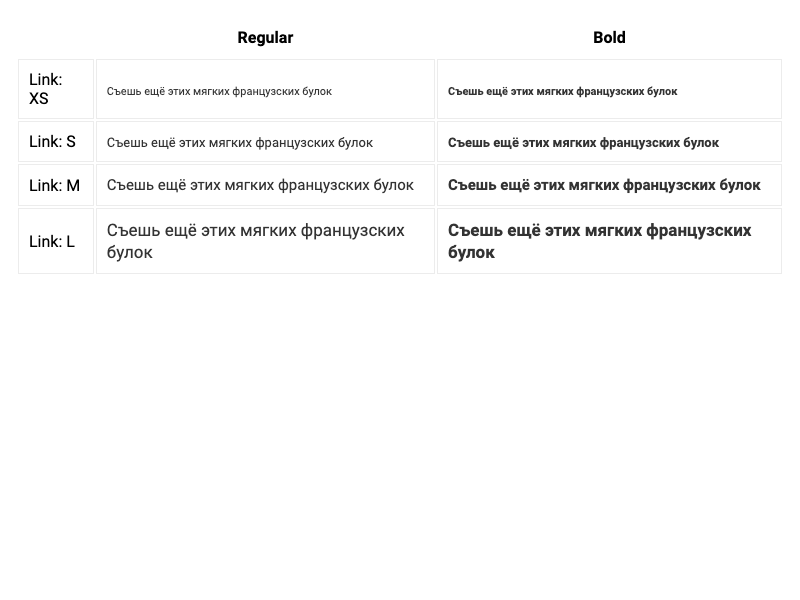 Regular Bold
Link:
XS
Съешь ещё этих мягких французских булок Съешь ещё этих мягких французских булок
Link: S Съешь ещё этих мягких французских булок Съешь ещё этих мягких французских булок
Link: M Съешь ещё этих мягких французских булок Съешь ещё этих мягких французских булок
Link: L
Съешь ещё этих мягких французских
булок
Съешь ещё этих мягких французских
булок